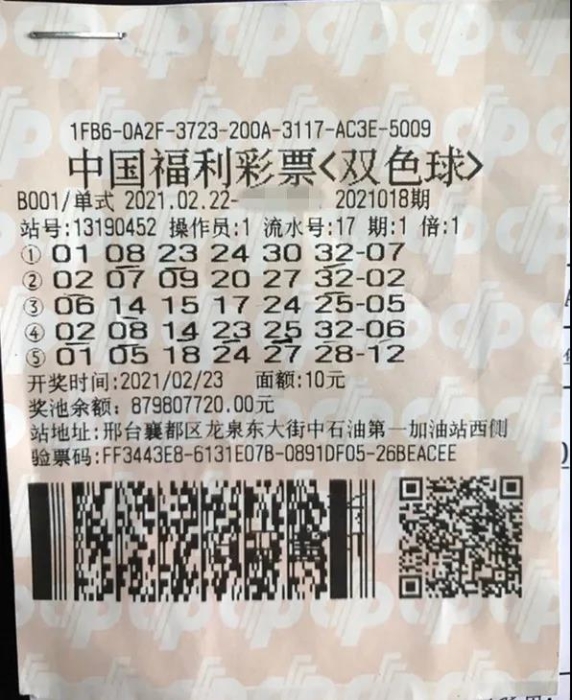 1FB6-0A2F-3723-200A-3117-AC3E-5009
中国福利彩票<双色球>
B001/单式 2021.02.22- 2021018期
站号:13190452 操作员:1 流水号:17 期:1 倍:1
① 01 08 23 24 30 32-07
② 02 07 09 20 27 32-02
③ 06 14 15 17 24 25-05
④ 02 08 14 23 25 32-06
⑤ 01 05 18 24 27 28-12
开奖时间:2021/02/23 面额:10元
奖池余额: 879807720.00元
站地址:邢台襄都区龙泉东大街中石油第一加油站西侧
验票码:FF3443E8-6131E07B-0891DF05-26BEACEE